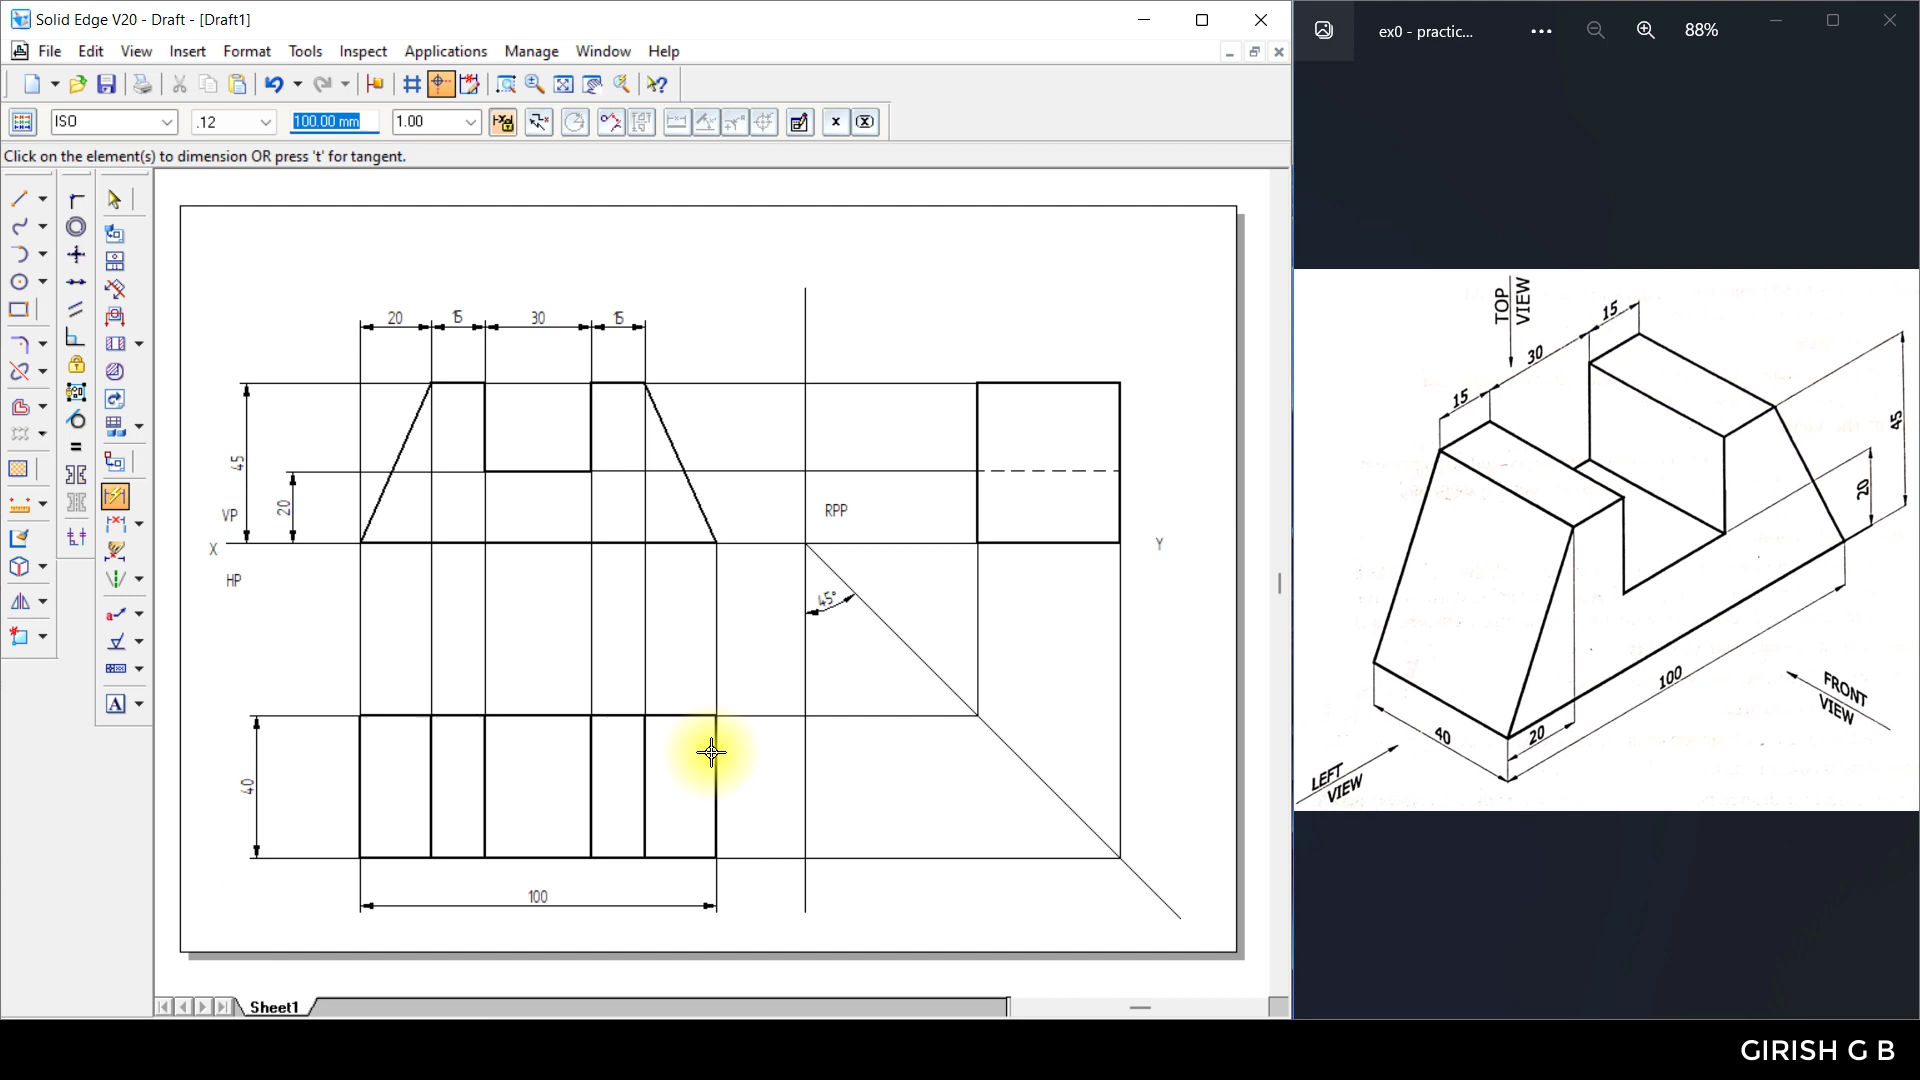 Solid Edge V20 - Draft - [Draft1]
File Edit View Insert Format Tools Inspect Applications Manage Window Help
ISO .12 100.00 mm 1.00
Click on the element(s) to dimension OR press 't' for tangent.
A
20 15 30 15
45
20
VP
X
HP
RPP
Y
45°
40
100
Sheet1
ex0 - practic... 88%
TOP
VIEW
15
30
15
45
20
100
FRONT
VIEW
40
20
LEFT
VIEW
GIRISH G B